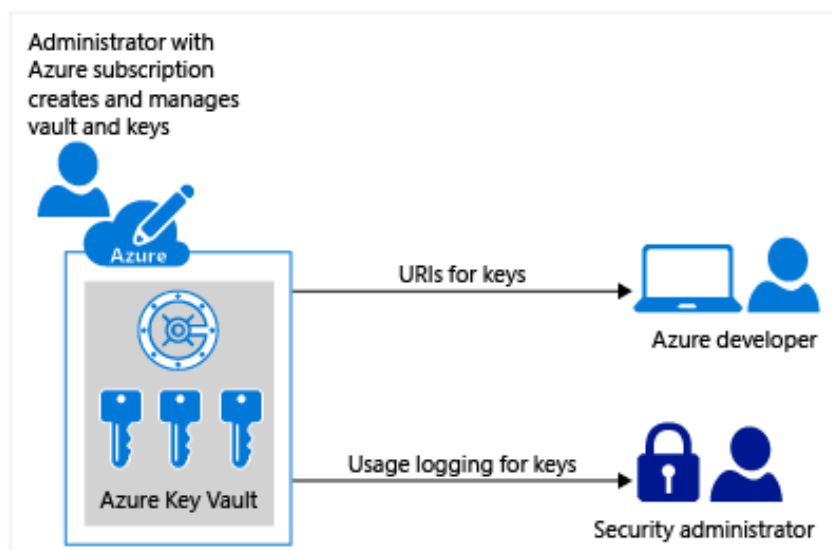 Administrator with
Azure subscription
creates and manages
vault and keys
Azure
URIs for keys
Azure developer
Usage logging for keys
Azure Key Vault
Security administrator